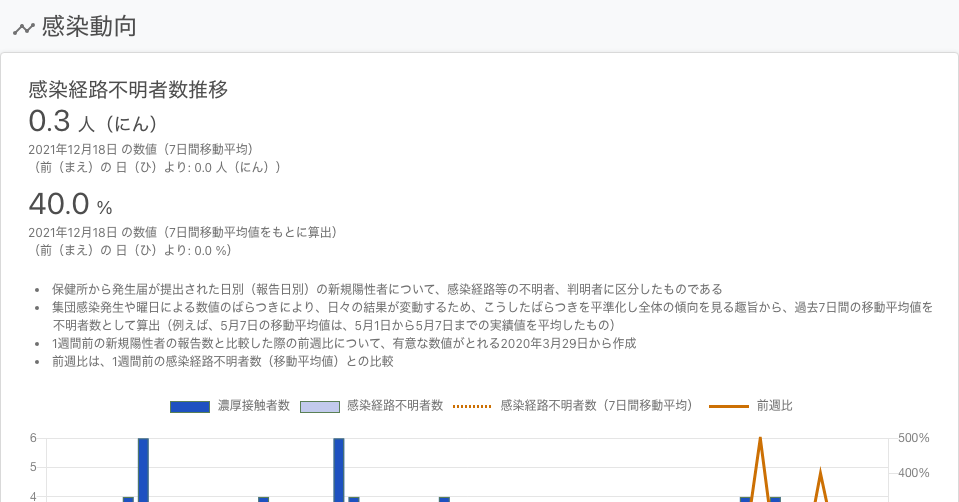 感染動向
感染経路不明者数推移
0.3 人（にん）
2021年12月18日 の数値（7日間移動平均）
（前（まえ）の 日（ひ）より: 0.0 人（にん））
40.0 %
2021年12月18日 の数値（7日間移動平均値をもとに算出）
（前（まえ）の 日（ひ）より: 0.0 %）
• 保健所から発生届が提出された日別（報告日別）の新規陽性者について、感染経路等の不明者、判明者に区分したものである
• 集団感染発生や曜日による数値のばらつきにより、日々の結果が変動するため、こうしたばらつきを平準化し全体の傾向を見る趣旨から、過去7日間の移動平均値を
不明者数として算出（例えば、5月7日の移動平均値は、5月1日から5月7日までの実績値を平均したもの）
• 1週間前の新規陽性者の報告数と比較した際の前週比について、有意な数値がとれる2020年3月29日から作成
• 前週比は、1週間前の感染経路不明者数（移動平均値）との比較
濃厚接触者数 感染経路不明者数 感染経路不明者数（7日間移動平均） 前週比
6 500%
5 400%
4